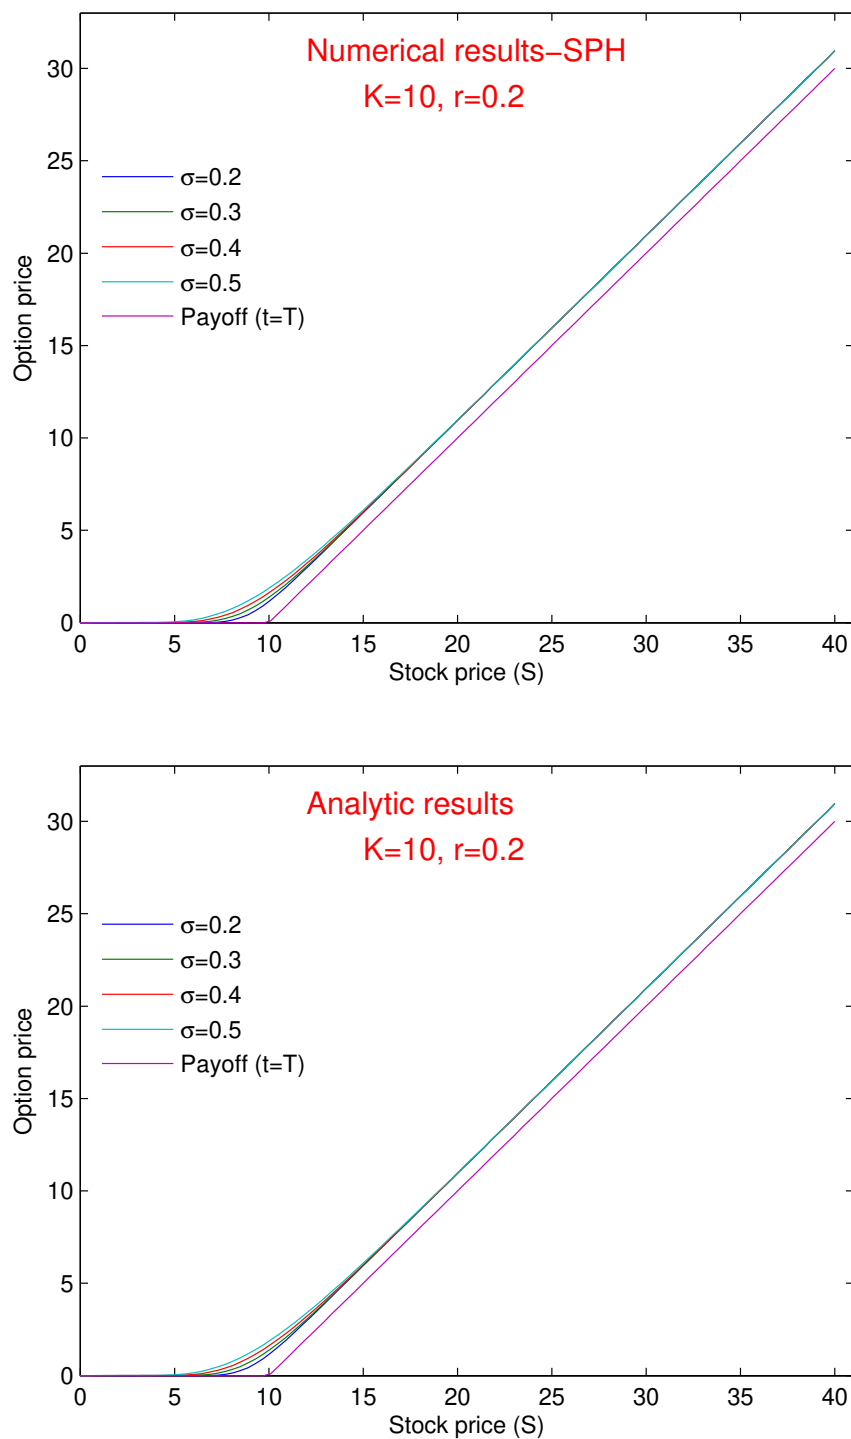 Numerical results–SPH
K=10, r=0.2
30
25
20
15
10
5
0
σ=0.2
σ=0.3
σ=0.4
σ=0.5
Payoff (t=T)
Option price
0 5 10 15 20 25 30 35 40
Stock price (S)
Analytic results
K=10, r=0.2
30
25
20
15
10
5
0
σ=0.2
σ=0.3
σ=0.4
σ=0.5
Payoff (t=T)
Option price
0 5 10 15 20 25 30 35 40
Stock price (S)